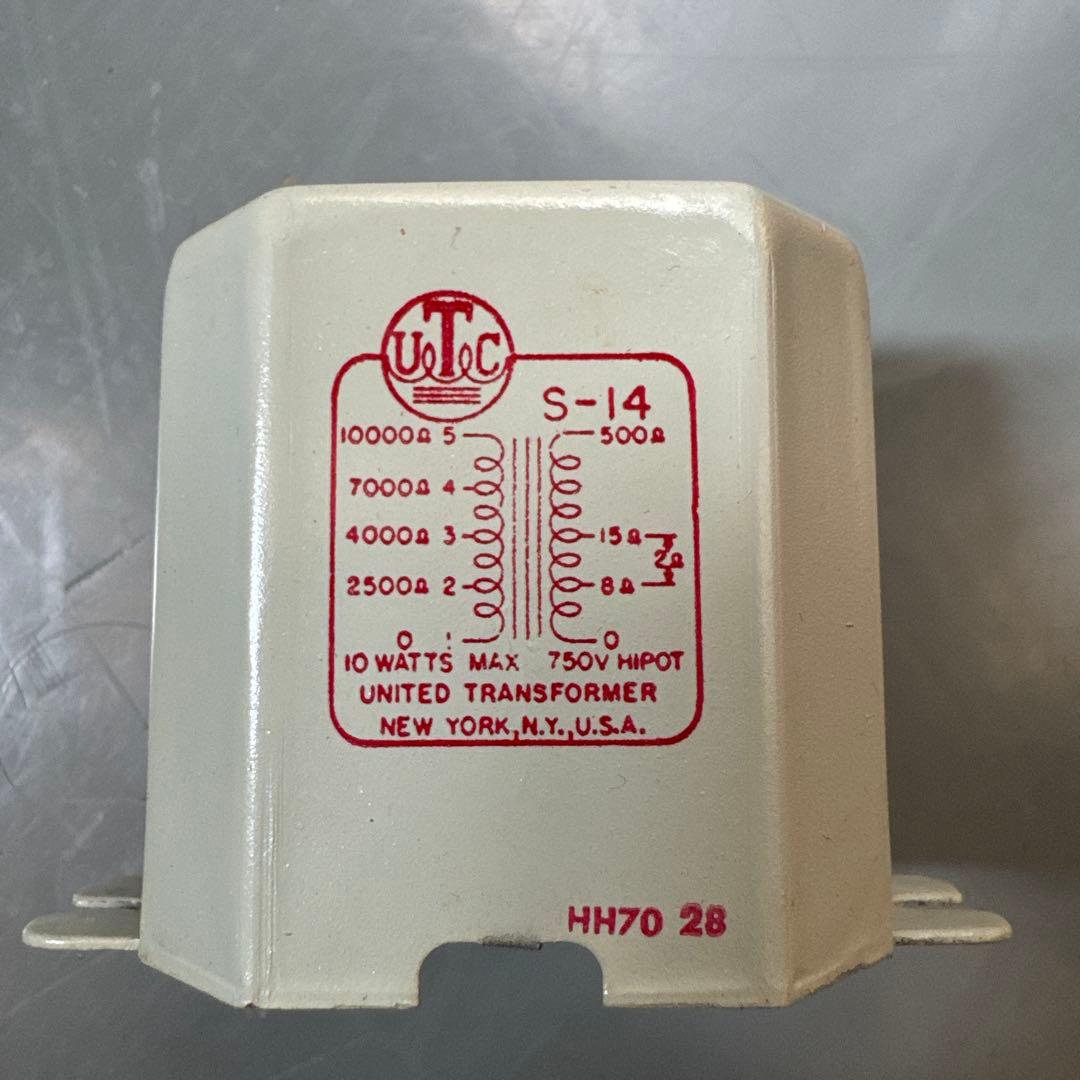 UTC
S-14
10000Ω 5 500Ω
7000Ω 4
4000Ω 3 15Ω
2Ω
2500Ω 2 8Ω
0 1 0
10 WATTS MAX 750V HIPOT
UNITED TRANSFORMER
NEW YORK, N.Y., U.S.A.
HH70 28